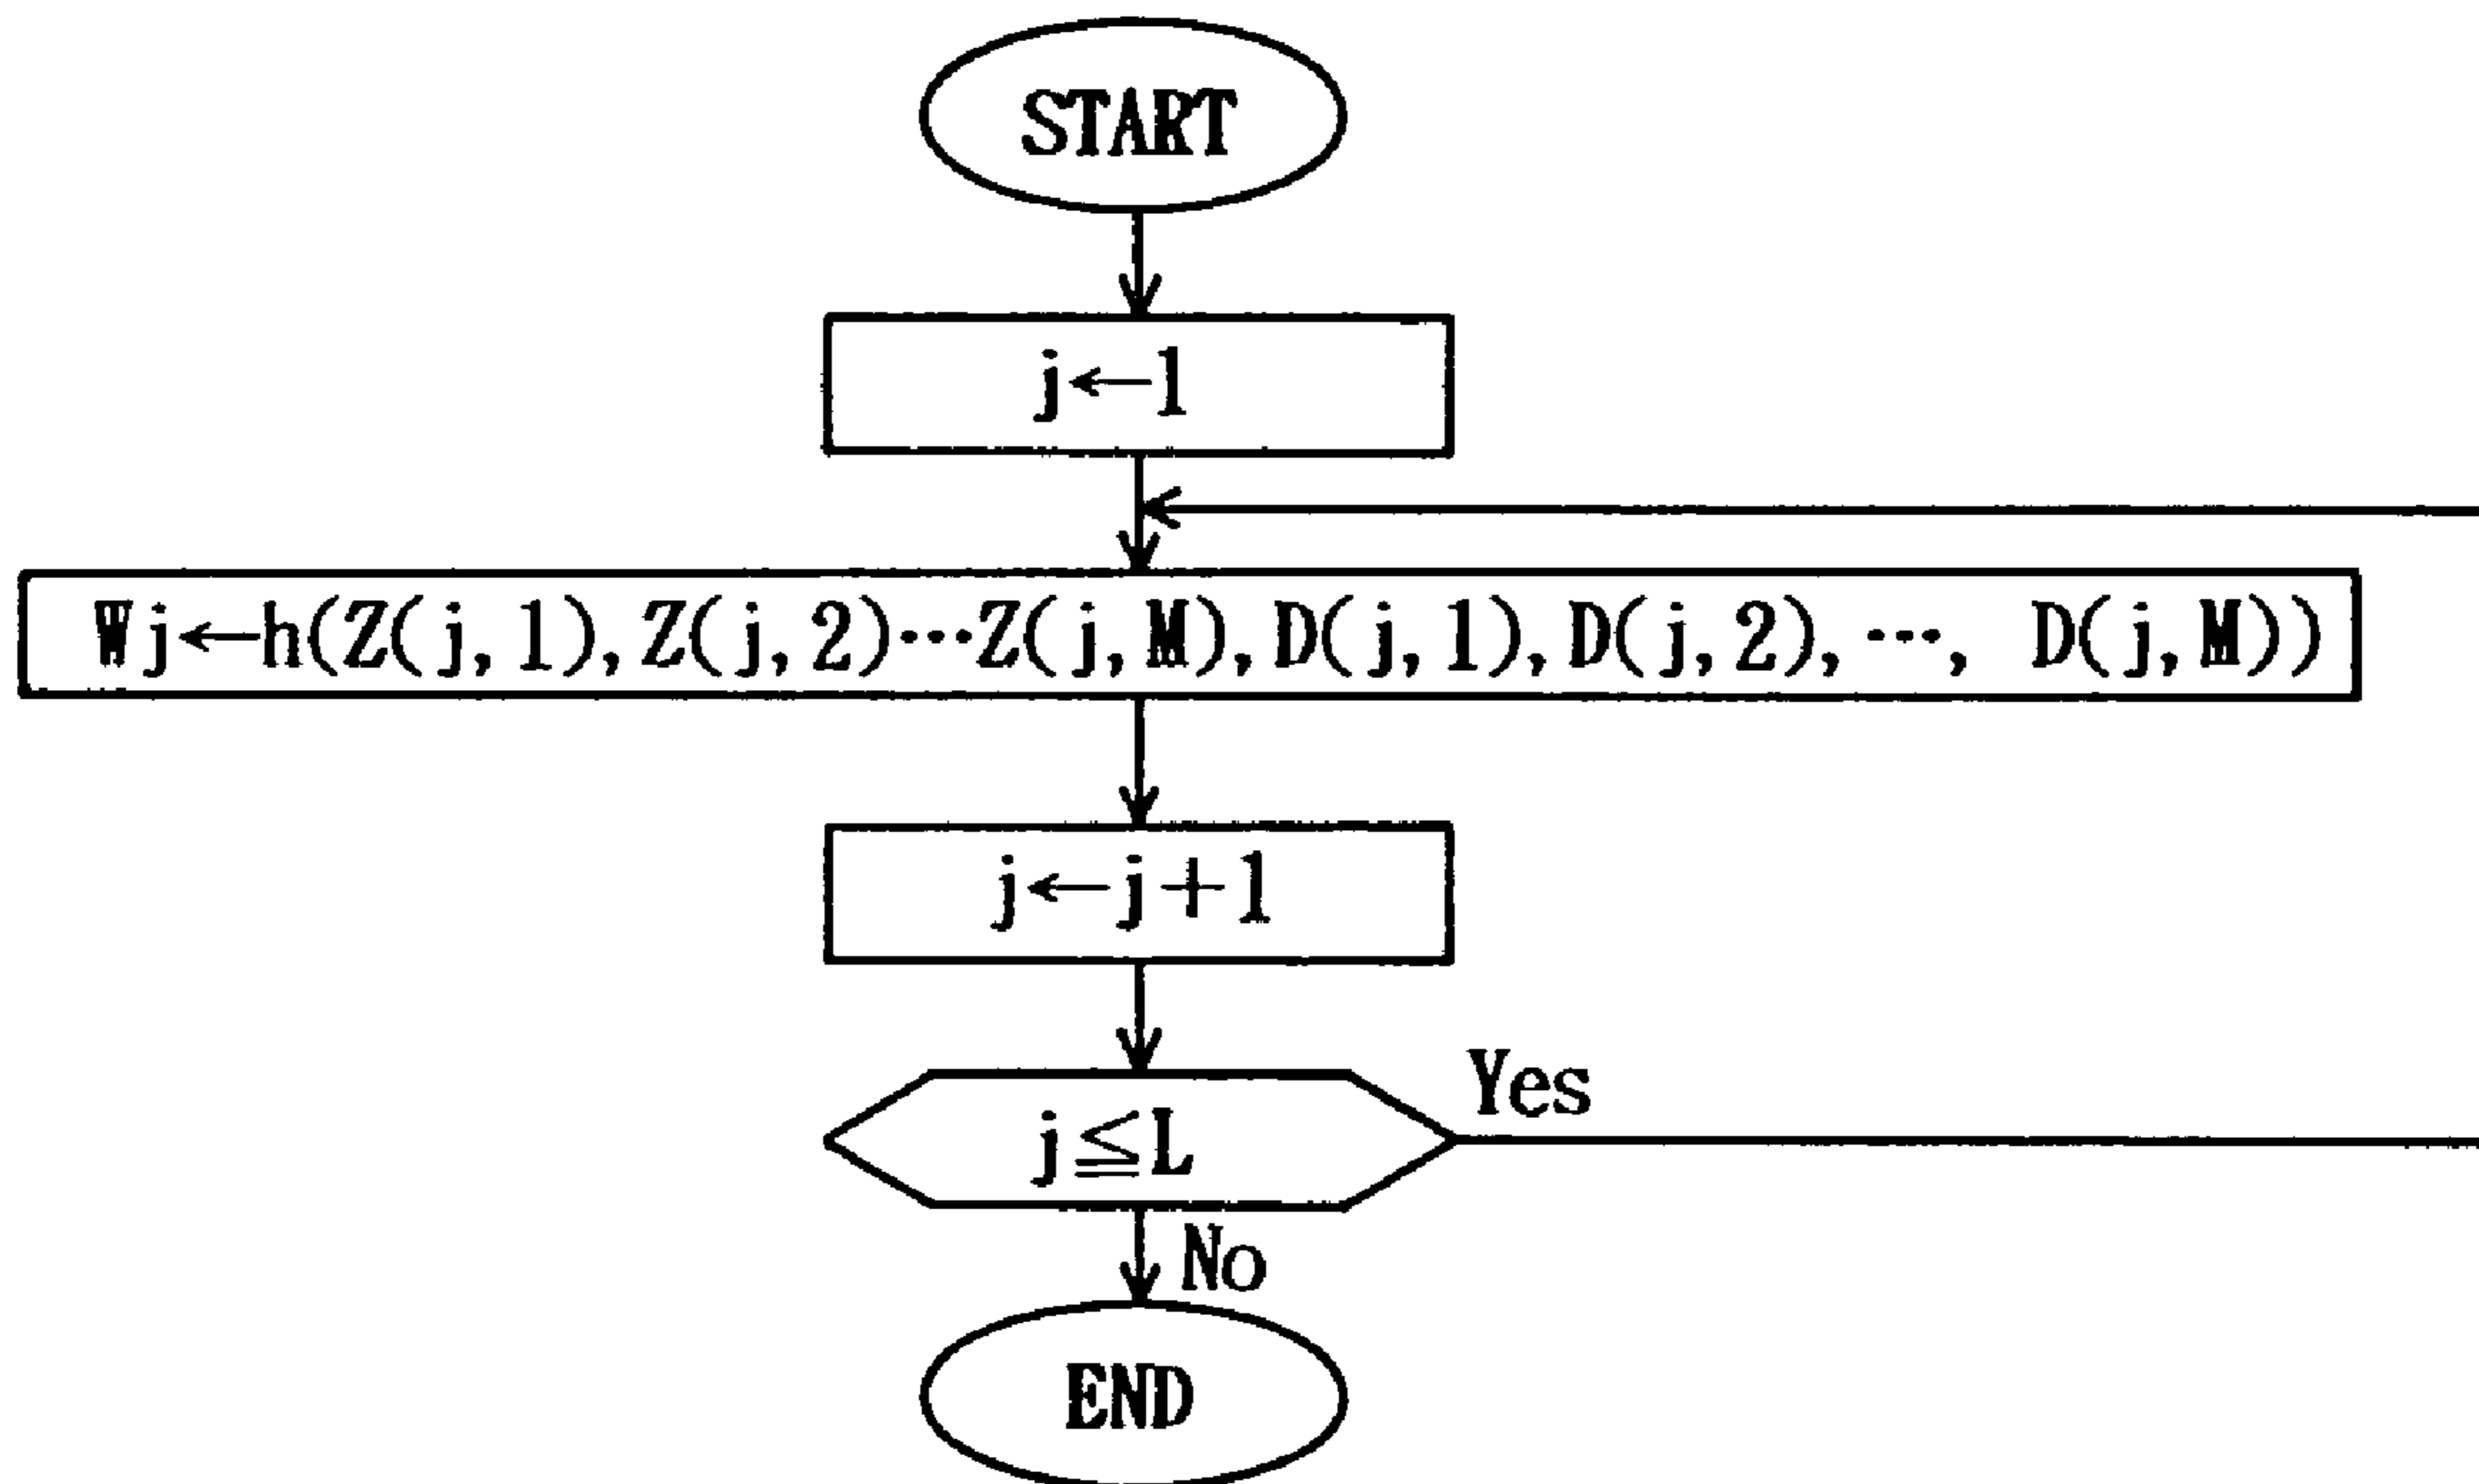 START
j←1
Wj←h(Z(j,1),Z(j,2)⋯Z(j,M),D(j,1),D(j,2),⋯, D(j,M))
j←j+1
Yes
j≦L
No
END